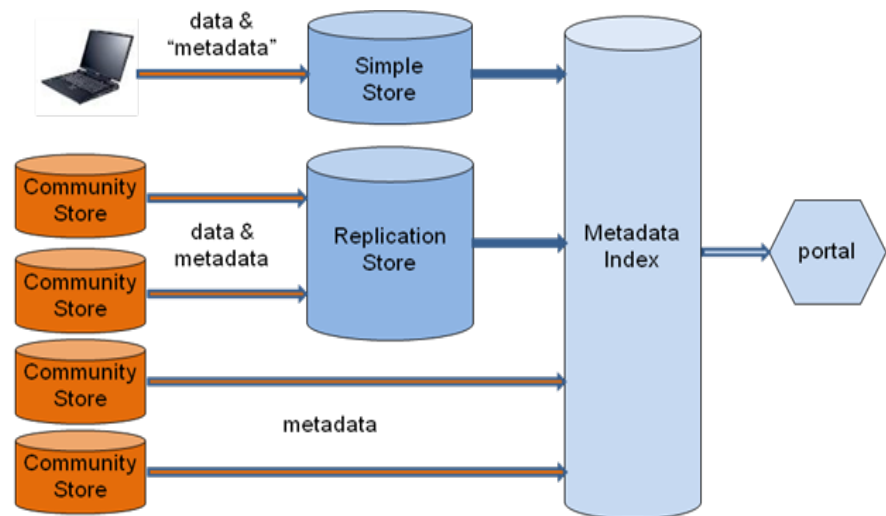 data &
“metadata”
Simple
Store
Community
Store
data &
metadata
Community
Store
Replication
Store
Community
Store
metadata
Community
Store
Metadata
Index
portal